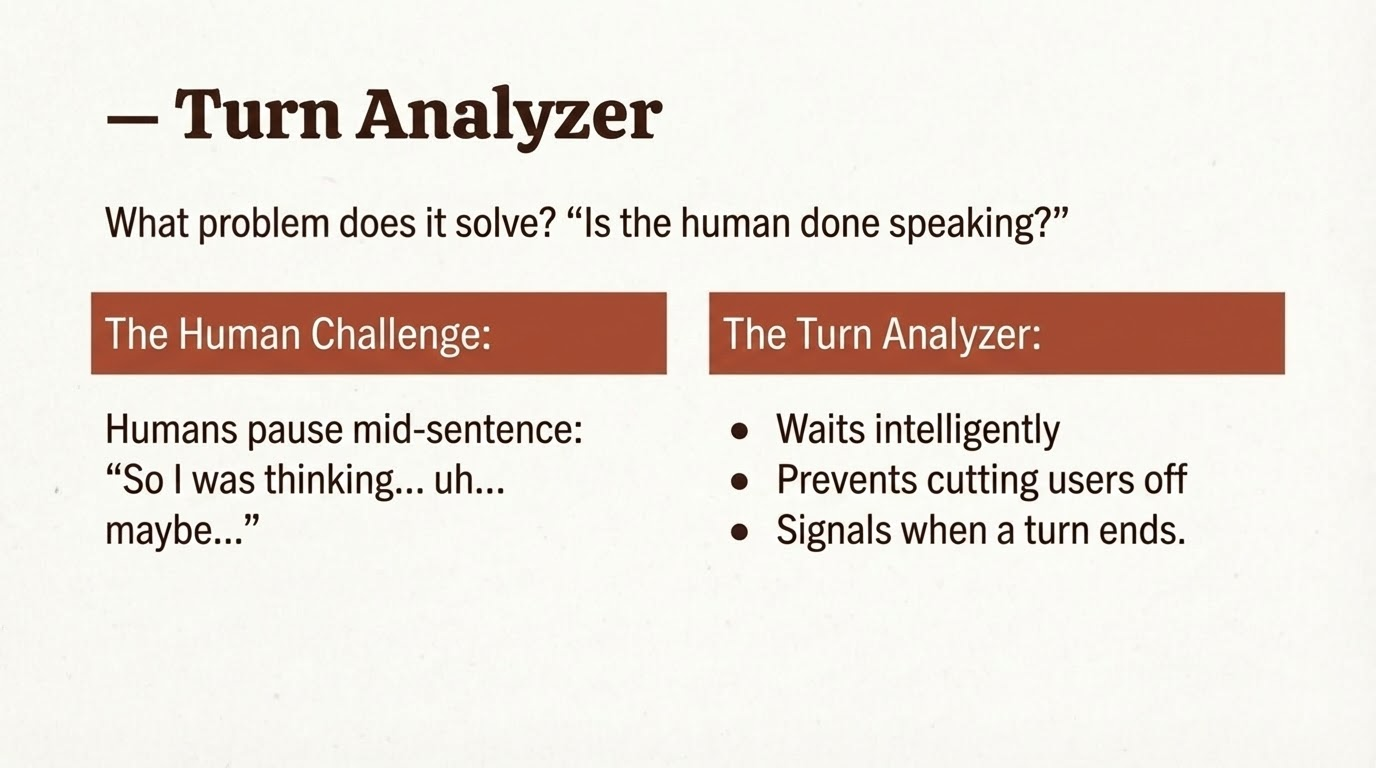 — Turn Analyzer
What problem does it solve? “Is the human done speaking?”
The Human Challenge:
Humans pause mid-sentence:
“So I was thinking... uh...
maybe...”
The Turn Analyzer:
● Waits intelligently
● Prevents cutting users off
● Signals when a turn ends.